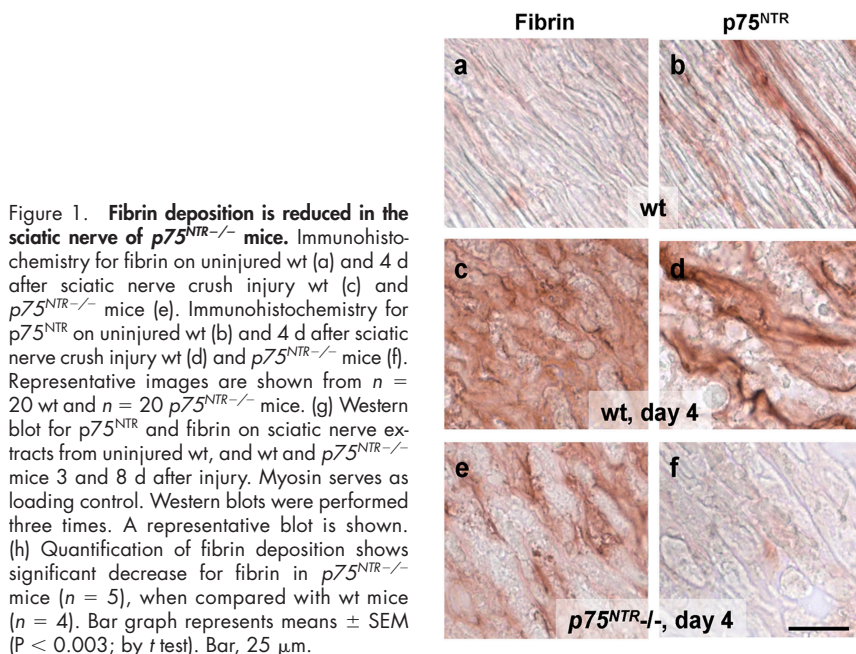 Fibrin
p75NTR
a
b
wt
c
d
wt, day 4
e
f
p75NTR-/-, day 4
Figure 1. Fibrin deposition is reduced in the
sciatic nerve of p75NTR−/− mice. Immunohisto-
chemistry for fibrin on uninjured wt (a) and 4 d
after sciatic nerve crush injury wt (c) and
p75NTR−/− mice (e). Immunohistochemistry for
p75NTR on uninjured wt (b) and 4 d after sciatic
nerve crush injury wt (d) and p75NTR−/− mice (f).
Representative images are shown from n =
20 wt and n = 20 p75NTR−/− mice. (g) Western
blot for p75NTR and fibrin on sciatic nerve ex-
tracts from uninjured wt, and wt and p75NTR−/−
mice 3 and 8 d after injury. Myosin serves as
loading control. Western blots were performed
three times. A representative blot is shown.
(h) Quantification of fibrin deposition shows
significant decrease for fibrin in p75NTR−/−
mice (n = 5), when compared with wt mice
(n = 4). Bar graph represents means ± SEM
(P < 0.003; by t test). Bar, 25 μm.